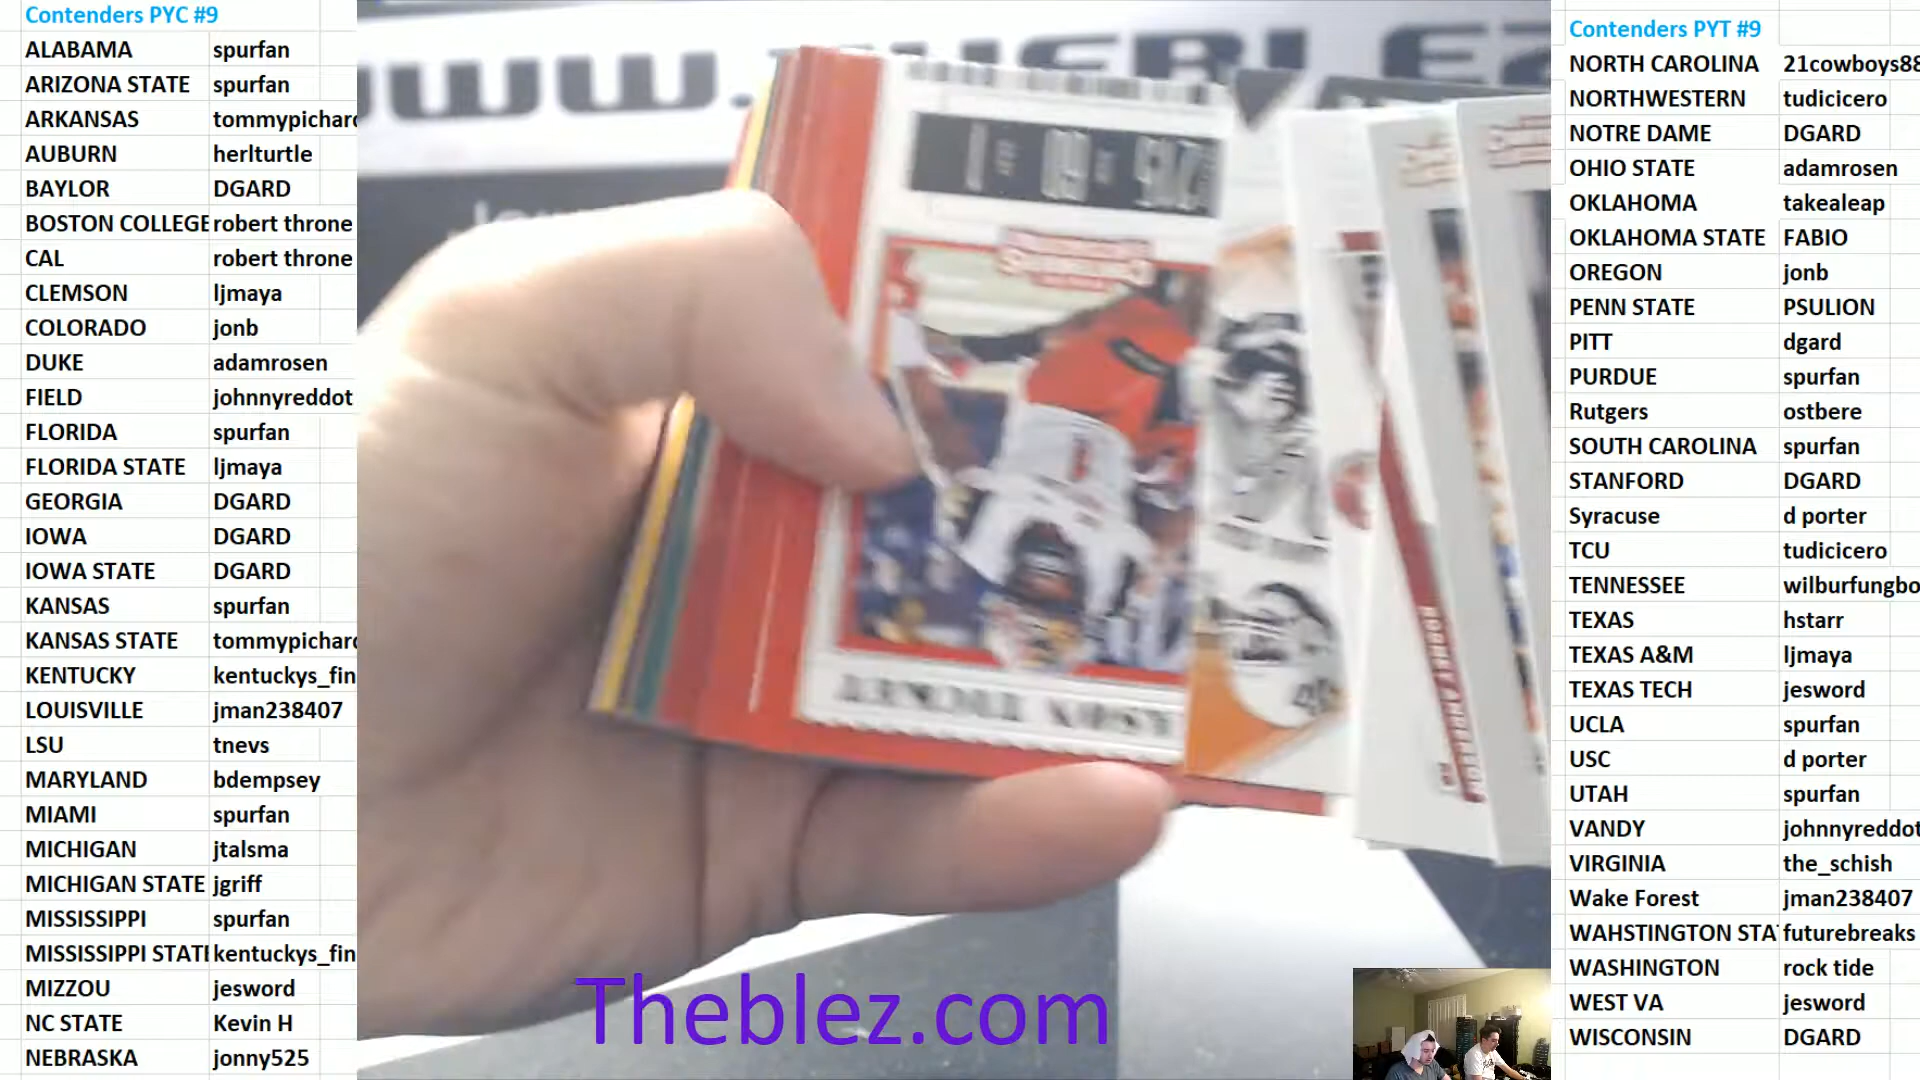 Contenders PYC #9
ALABAMA spurfan
ARIZONA STATE spurfan
ARKANSAS tommypichard
AUBURN herlturtle
BAYLOR DGARD
BOSTON COLLEGE robert throne
CAL robert throne
CLEMSON ljmaya
COLORADO jonb
DUKE adamrosen
FIELD johnnyreddot
FLORIDA spurfan
FLORIDA STATE ljmaya
GEORGIA DGARD
IOWA DGARD
IOWA STATE DGARD
KANSAS spurfan
KANSAS STATE tommypichard
KENTUCKY kentuckys_fin
LOUISVILLE jman238407
LSU tnevs
MARYLAND bdempsey
MIAMI spurfan
MICHIGAN jtalsma
MICHIGAN STATE jgriff
MISSISSIPPI spurfan
MISSISSIPPI STATE kentuckys_fin
MIZZOU jesword
NC STATE Kevin H
NEBRASKA jonny525
Theblez.com
Contenders PYT #9
NORTH CAROLINA 21cowboys88
NORTHWESTERN tudicicero
NOTRE DAME DGARD
OHIO STATE adamrosen
OKLAHOMA takealeap
OKLAHOMA STATE FABIO
OREGON jonb
PENN STATE PSULION
PITT dgard
PURDUE spurfan
Rutgers ostbere
SOUTH CAROLINA spurfan
STANFORD DGARD
Syracuse d porter
TCU tudicicero
TENNESSEE wilburfungbo
TEXAS hstarr
TEXAS A&M ljmaya
TEXAS TECH jesword
UCLA spurfan
USC d porter
UTAH spurfan
VANDY johnnyreddot
VIRGINIA the_schish
Wake Forest jman238407
WAHSTINGTON STA futurebreaks
WASHINGTON rock tide
WEST VA jesword
WISCONSIN DGARD